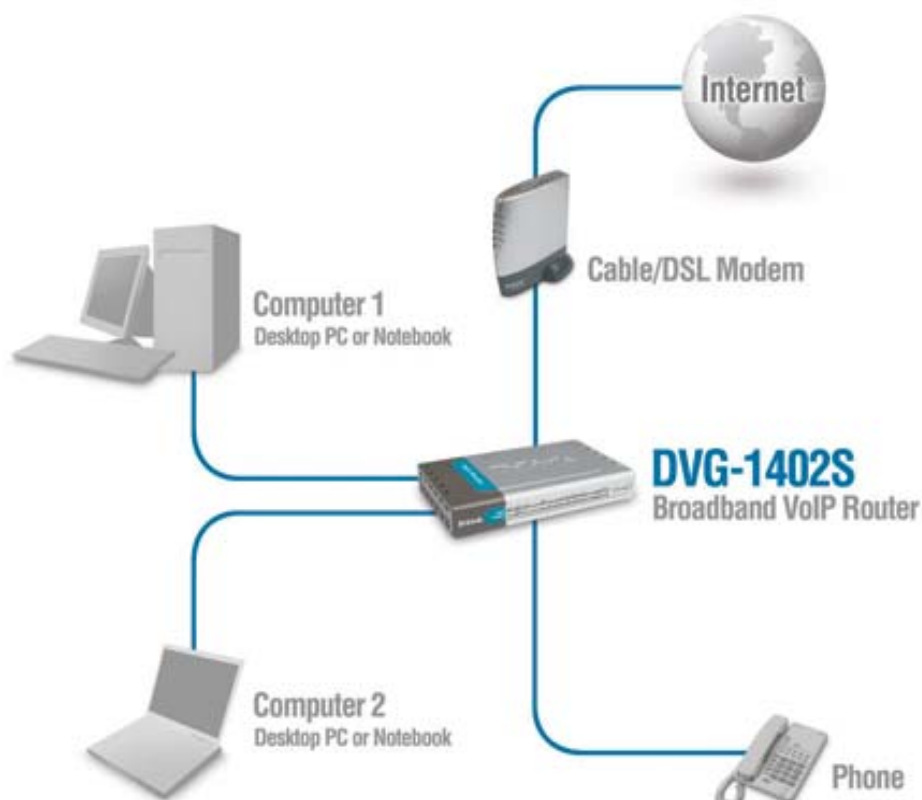 Internet
Cable/DSL Modem
Computer 1
Desktop PC or Notebook
DVG-1402S
Broadband VoIP Router
D-Link
Computer 2
Desktop PC or Notebook
Phone